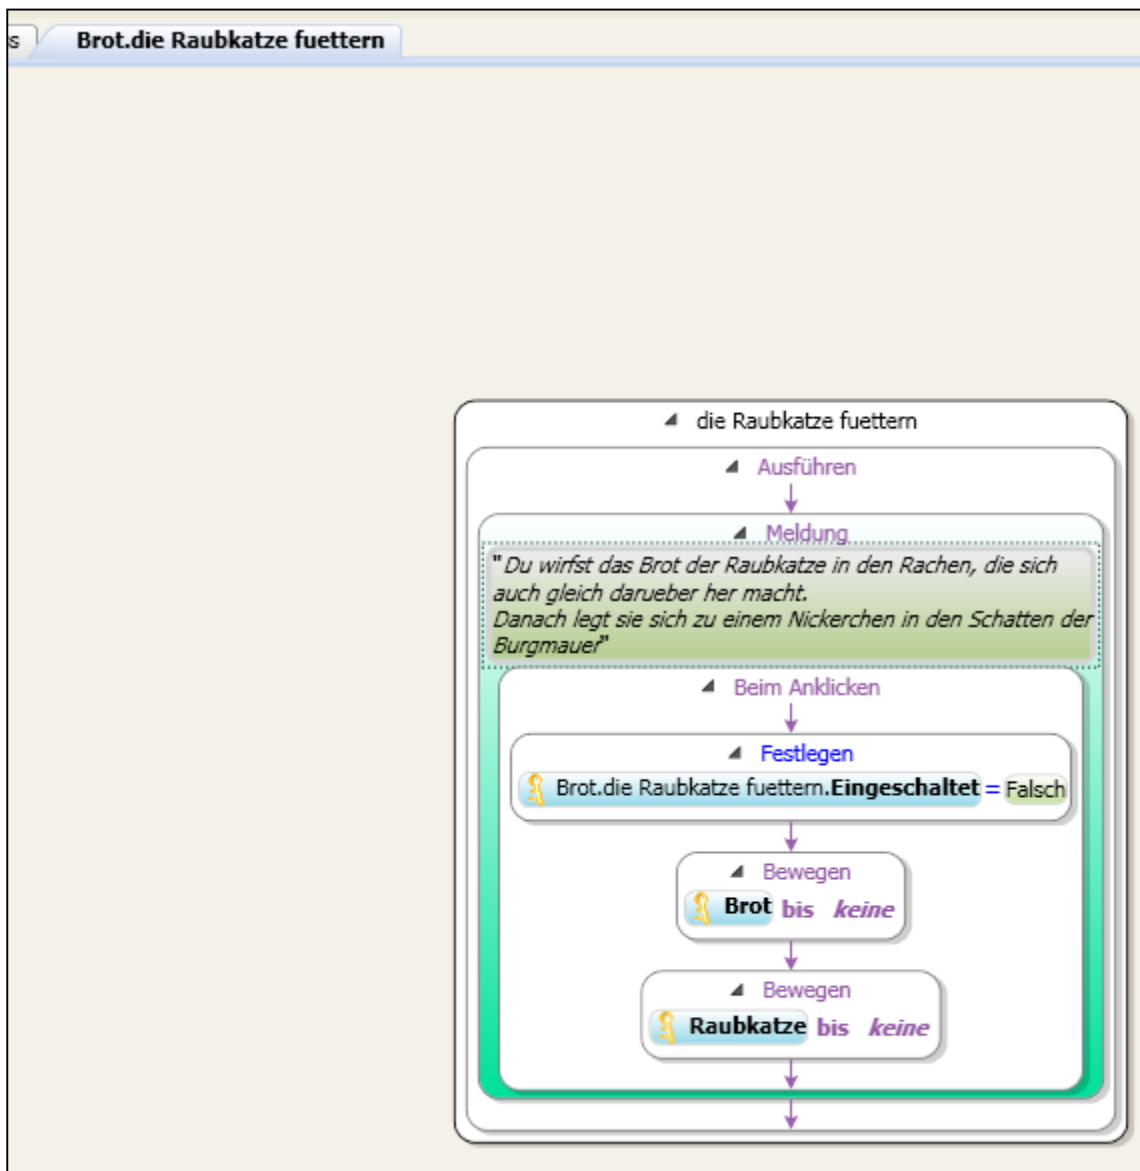 s
Brot.die Raubkatze fuettern
die Raubkatze fuettern
Ausführen
Meldung
"Du wirfst das Brot der Raubkatze in den Rachen, die sich
auch gleich darueber her macht.
Danach legt sie sich zu einem Nickerchen in den Schatten der
Burgmauer"
Beim Anklicken
Festlegen
Brot.die Raubkatze fuettern.Eingeschaltet = Falsch
Bewegen
Brot bis keine
Bewegen
Raubkatze bis keine